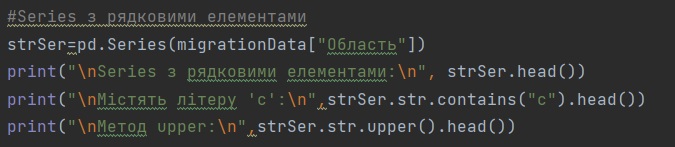 #Series з рядковими елементами
strSer=pd.Series(migrationData["Область"])
print("\nSeries з рядковими елементами:\n", strSer.head())
print("\nМістять літеру 'с':\n",strSer.str.contains("с").head())
print("\nМетод upper:\n",strSer.str.upper().head())